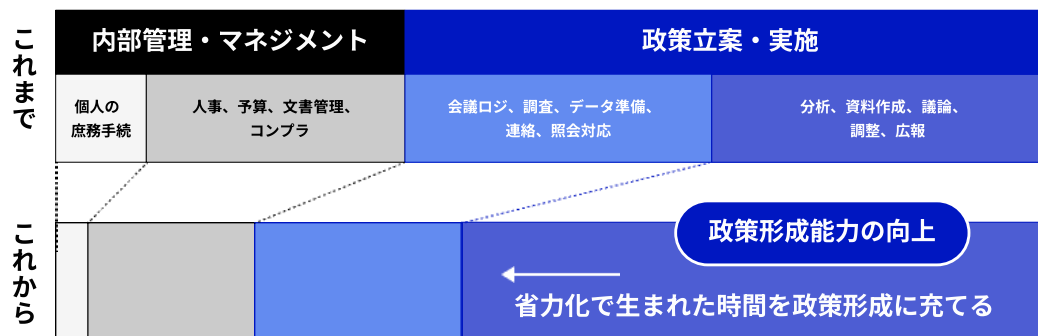 これまで
内部管理・マネジメント
政策立案・実施
個人の
庶務手続
人事、予算、文書管理、
コンプラ
会議ロジ、調査、データ準備、
連絡、照会対応
分析、資料作成、議論、
調整、広報
これから
政策形成能力の向上
省力化で生まれた時間を政策形成に充てる